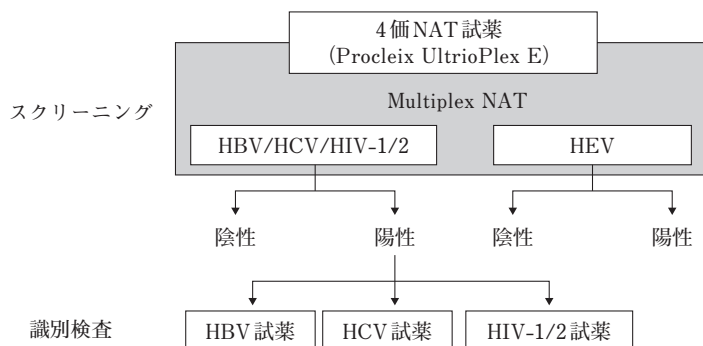 4価NAT試薬
(Procleix UltrioPlex E)
スクリーニング
Multiplex NAT
HBV/HCV/HIV-1/2
HEV
陰性
陽性
陰性
陽性
識別検査
HBV試薬
HCV試薬
HIV-1/2試薬